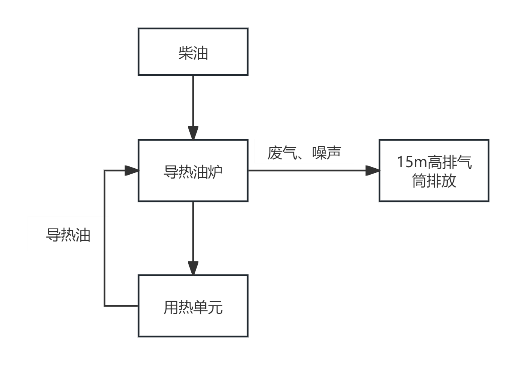 柴油
废气、噪声
导热油炉
15m高排气
筒排放
导热油
用热单元